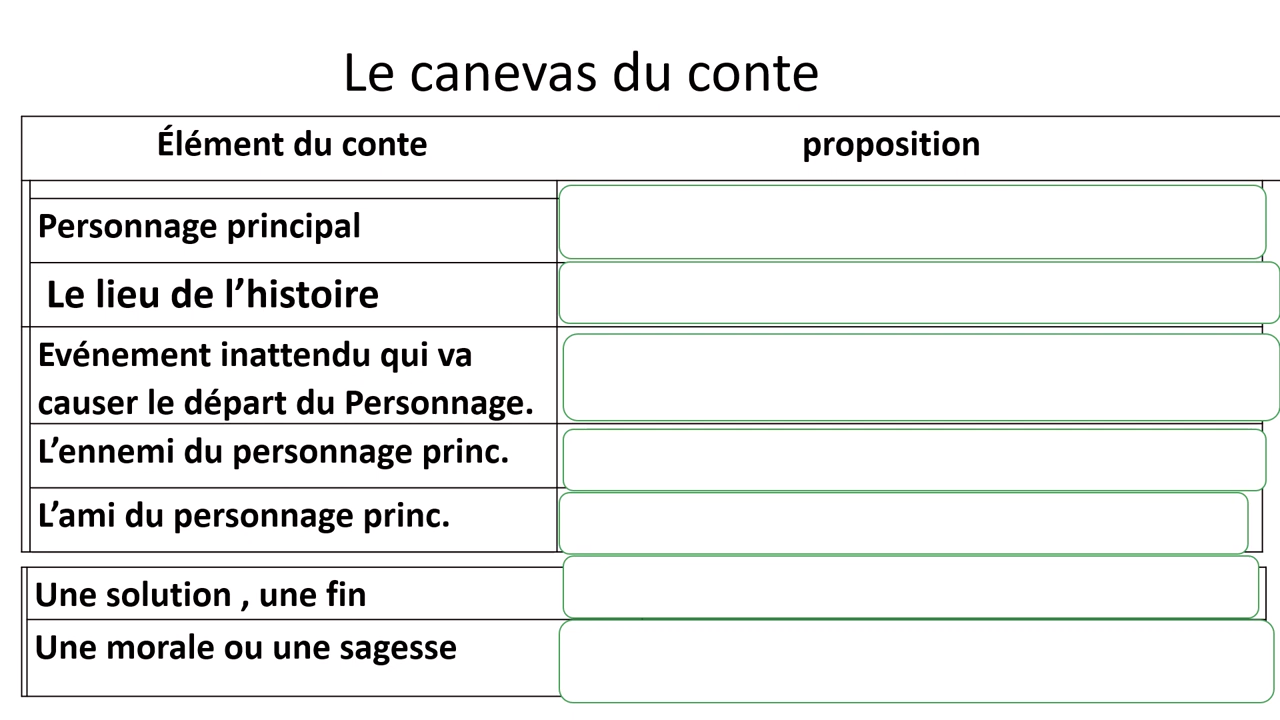 Le canevas du conte
Élément du conte
proposition
Personnage principal
Le lieu de l’histoire
Evénement inattendu qui va
causer le départ du Personnage.
L’ennemi du personnage princ.
L’ami du personnage princ.
Une solution , une fin
Une morale ou une sagesse